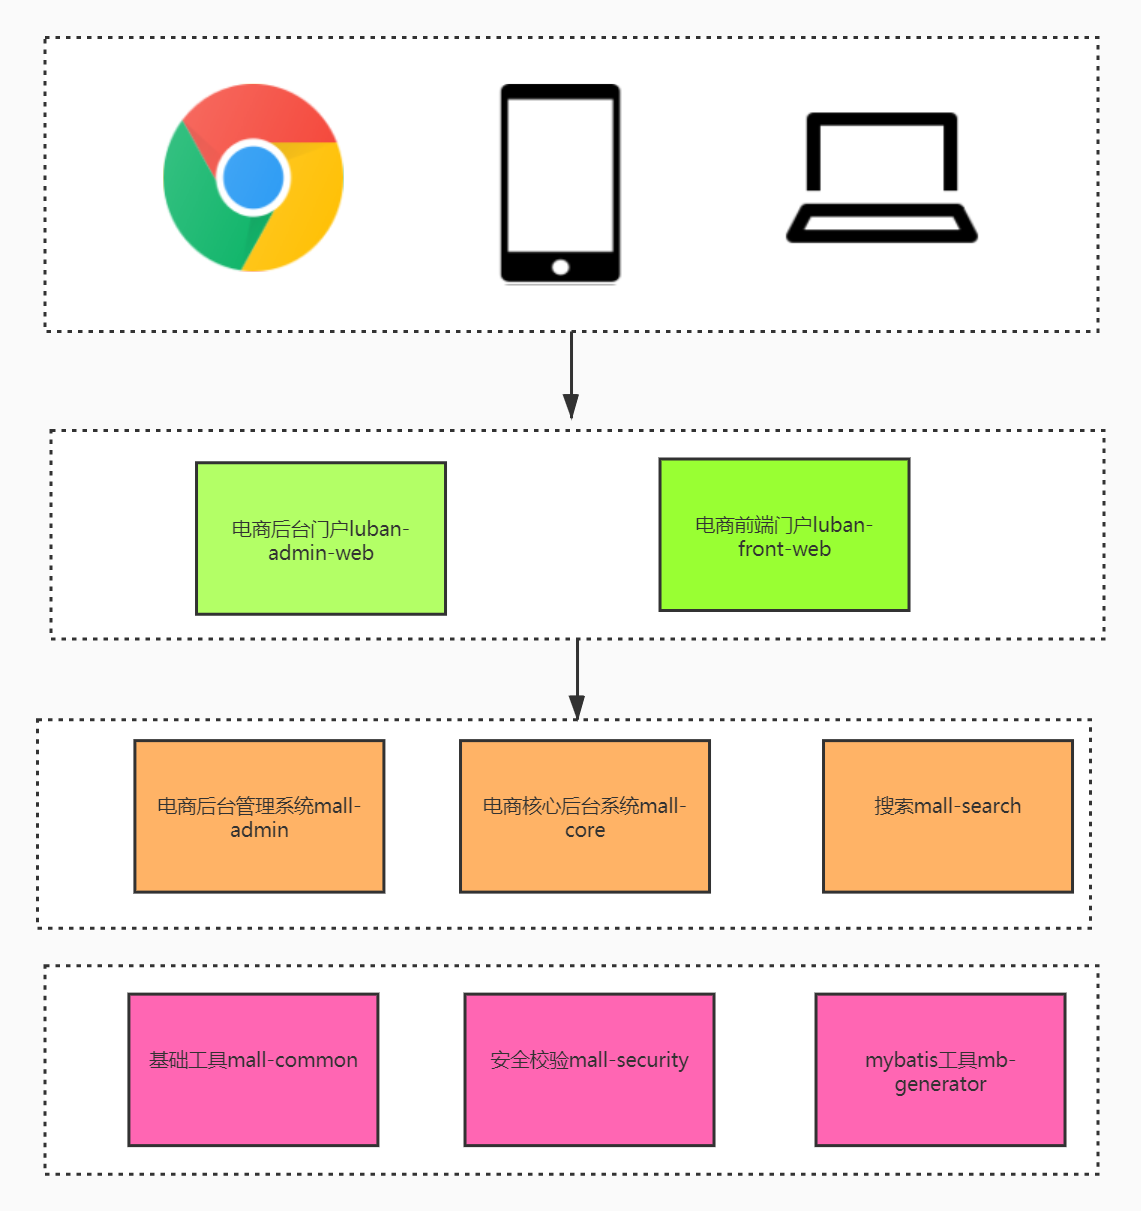 电商后台门户luban-
admin-web
电商前端门户luban-
front-web
电商后台管理系统mall-
admin
电商核心后台系统mall-
core
搜索mall-search
基础工具mall-common
安全校验mall-security
mybatis工具mb-
generator